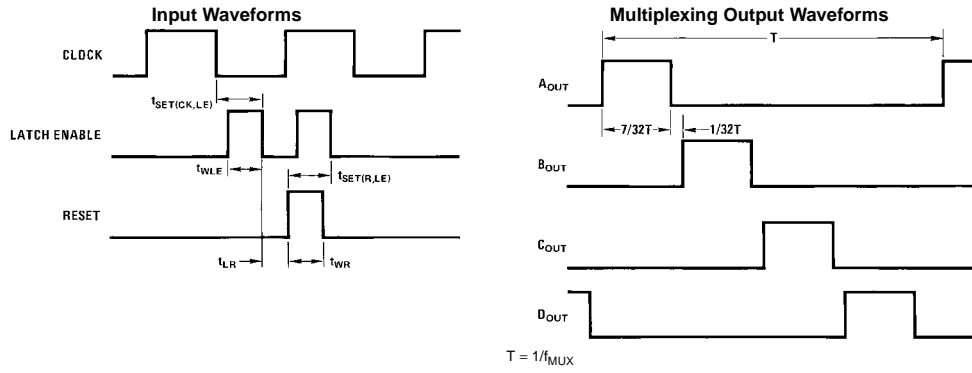 Input Waveforms
CLOCK
tSET(CK,LE)
LATCH ENABLE
tWLE
tSET(R,LE)
RESET
tLR
tWR
Multiplexing Output Waveforms
T
AOUT
7/32T
1/32T
BOUT
COUT
DOUT
T = 1/fMUX